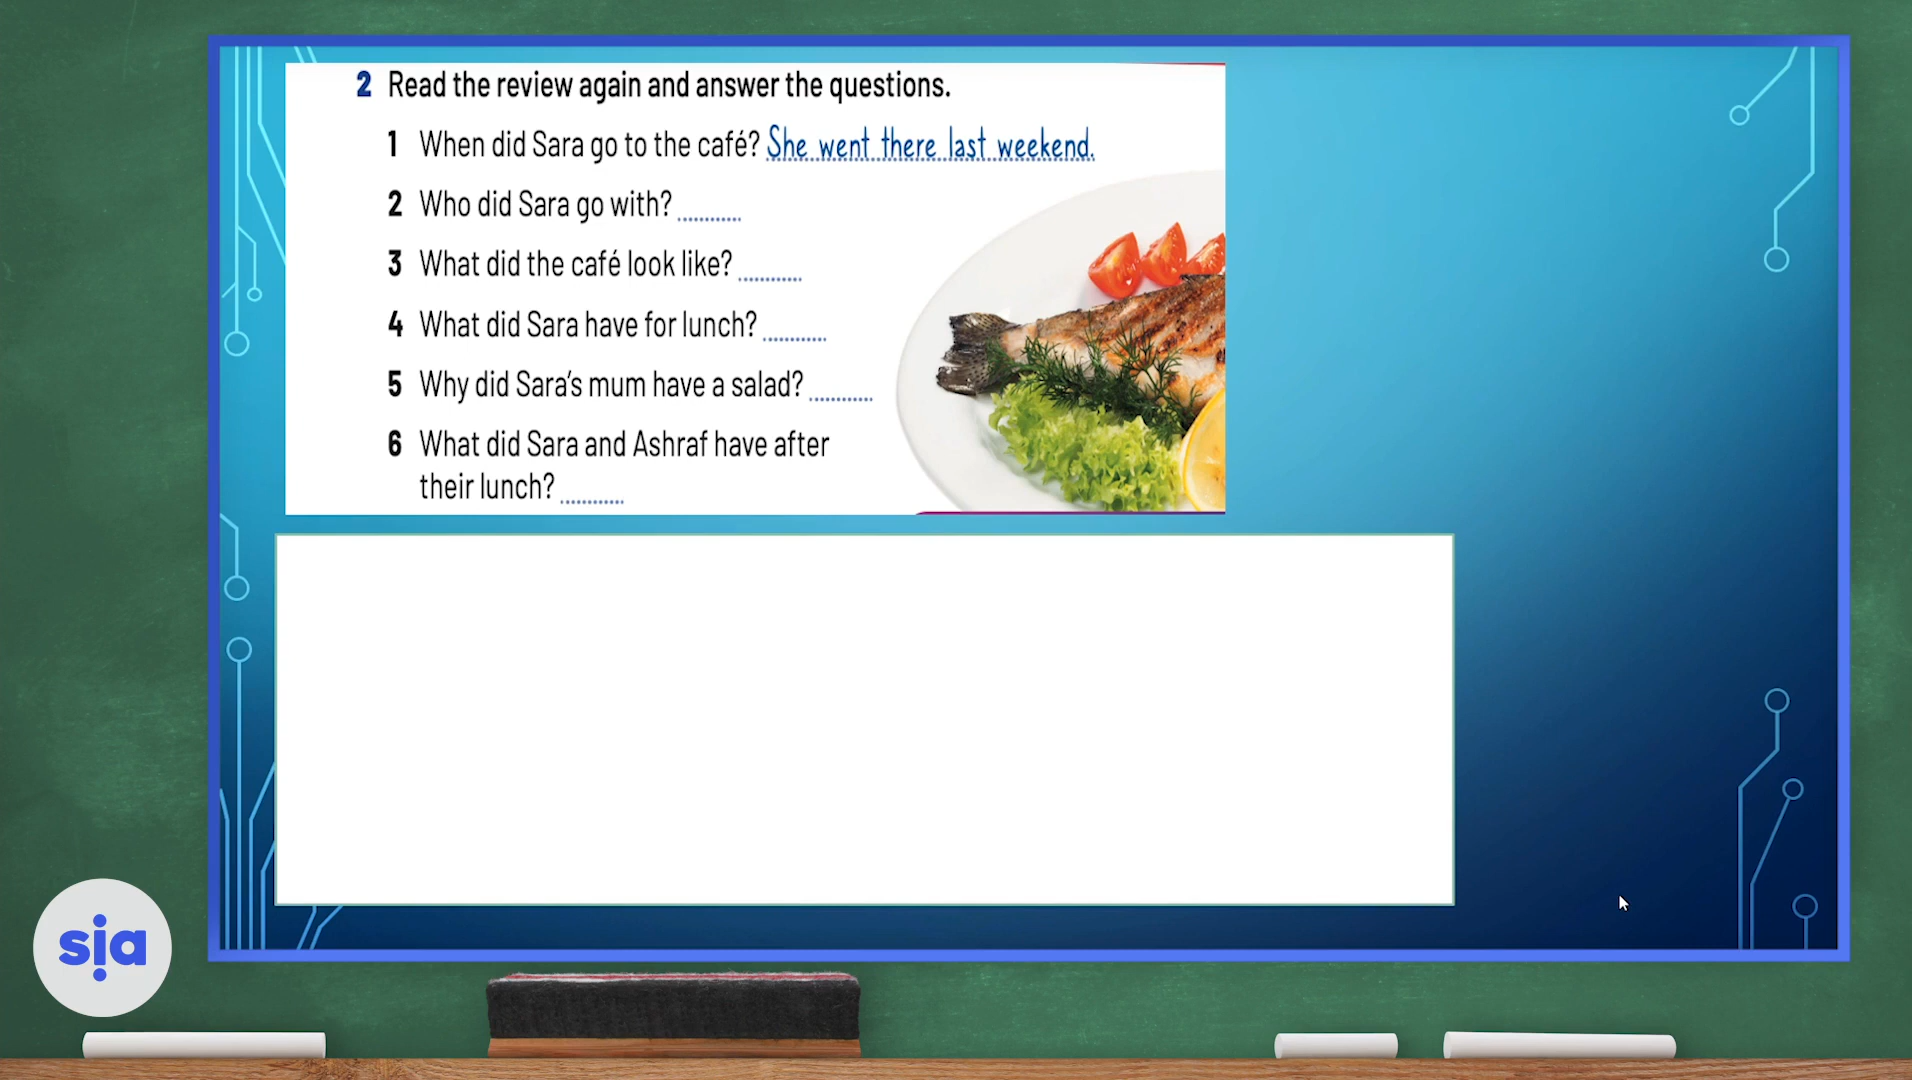 2 Read the review again and answer the questions.
1 When did Sara go to the café? She went there last weekend.
2 Who did Sara go with? ............
3 What did the café look like? ............
4 What did Sara have for lunch? ............
5 Why did Sara's mum have a salad? ............
6 What did Sara and Ashraf have after
their lunch? ............
sia